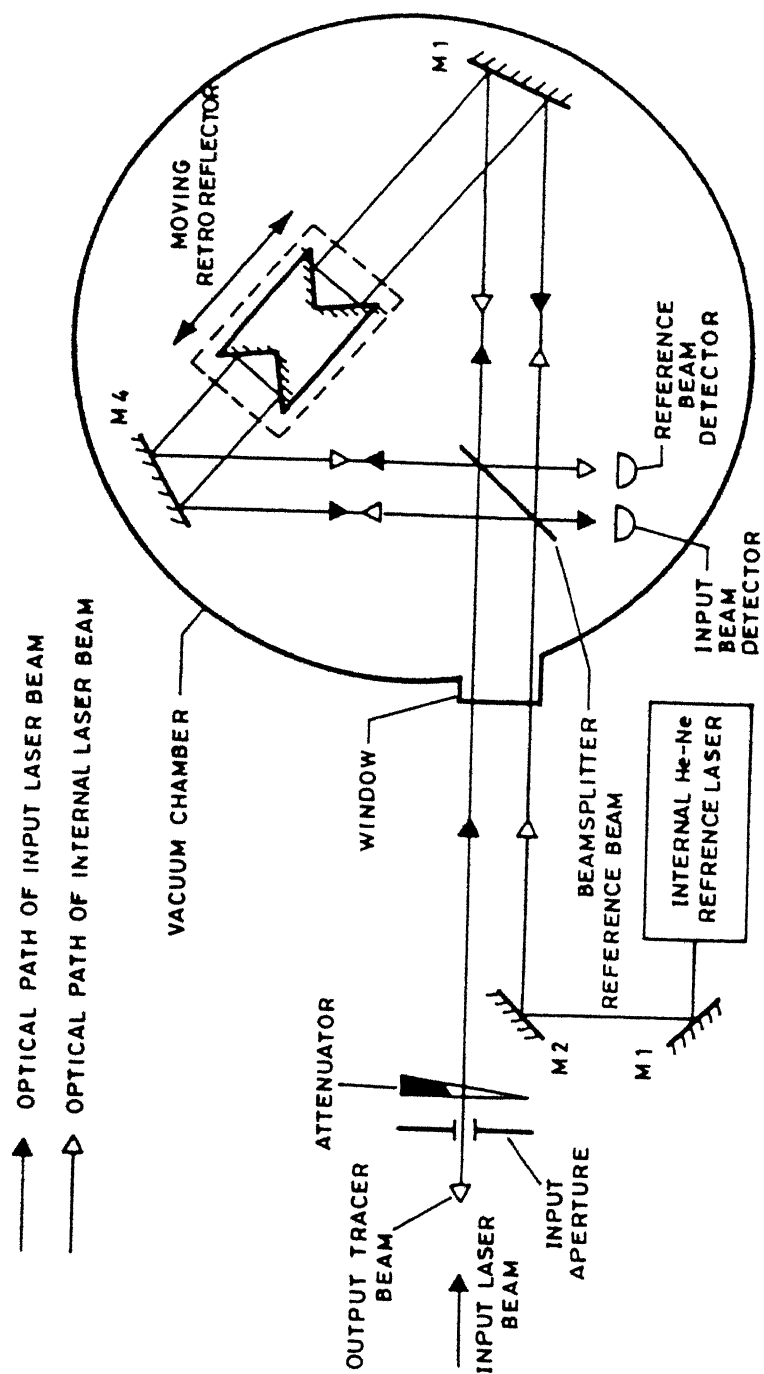 OPTICAL PATH OF INPUT LASER BEAM
OPTICAL PATH OF INTERNAL LASER BEAM
VACUUM CHAMBER
M4
MOVING
RETRO REFLECTOR
M1
WINDOW
ATTENUATOR
OUTPUT TRACER
BEAM
INPUT LASER
BEAM
INPUT
APERTURE
M2
M1
BEAMSPLITTER
REFERENCE BEAM
INTERNAL He-Ne
REFRENCE LASER
INPUT
BEAM
DETECTOR
REFERENCE
BEAM
DETECTOR